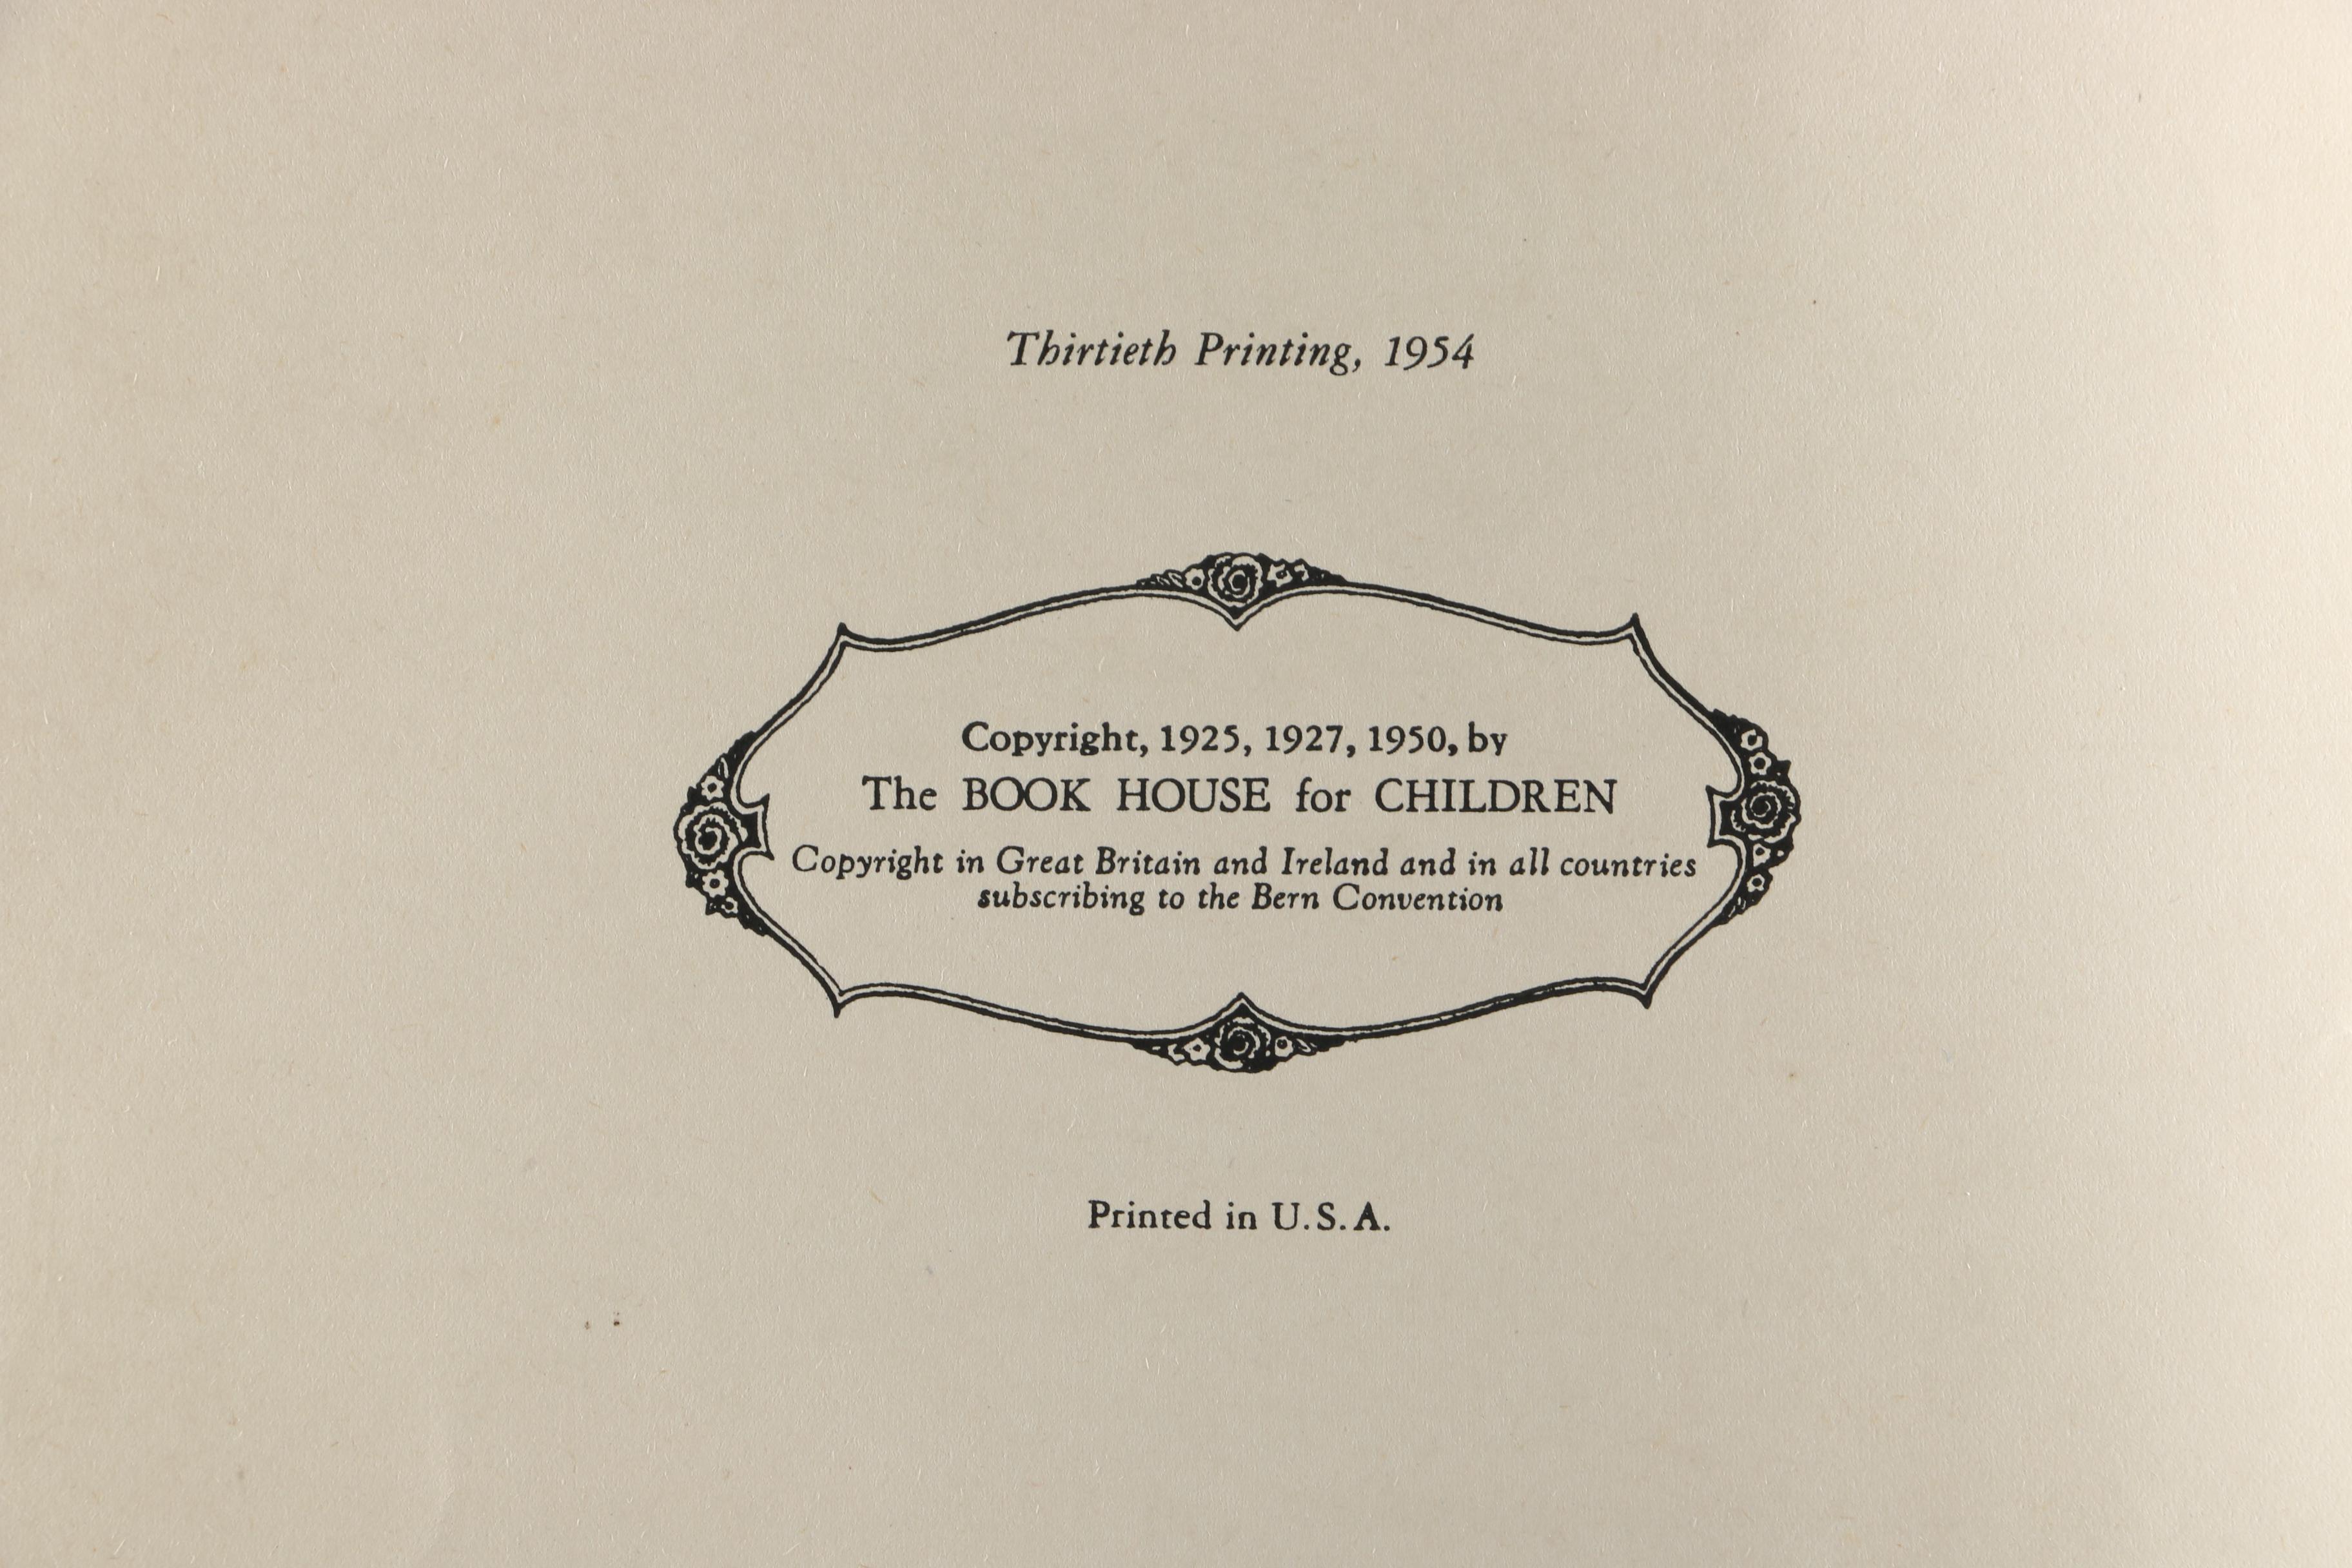 Thirtieth Printing, 1954
Copyright, 1925, 1927, 1950, by
The BOOK HOUSE for CHILDREN
Copyright in Great Britain and Ireland and in all countries
subscribing to the Bern Convention
Printed in U.S.A.